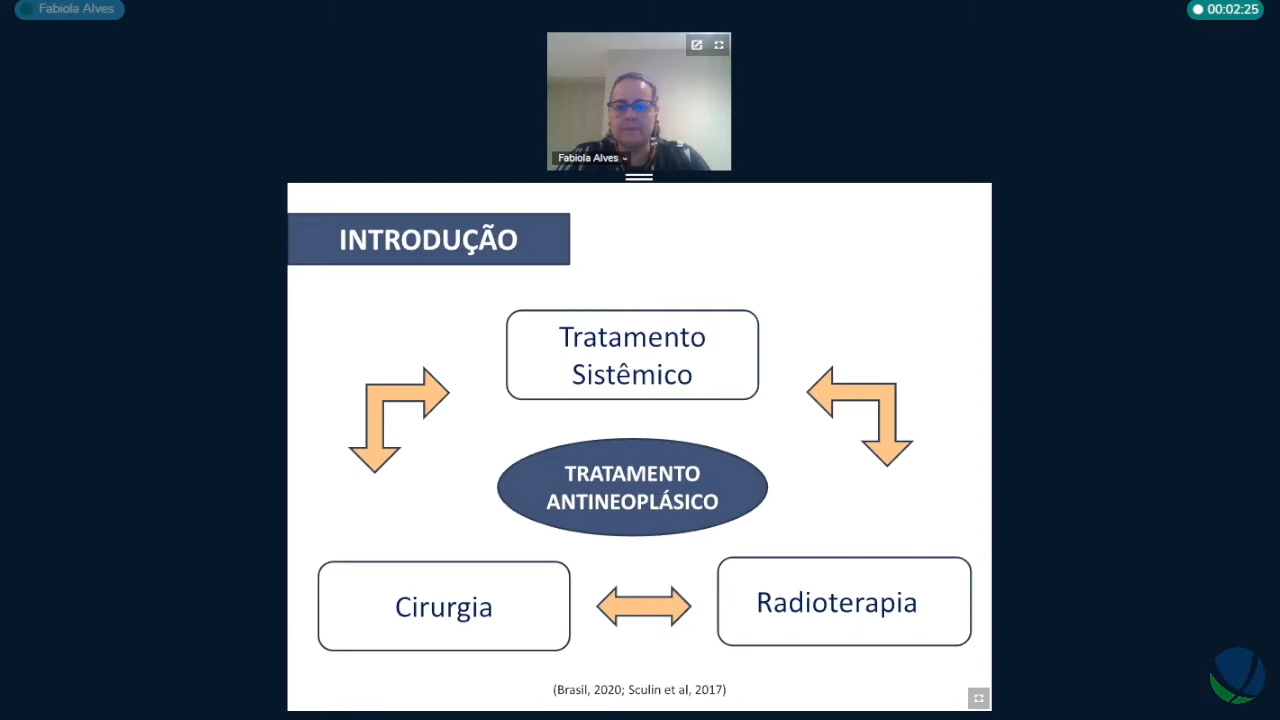 Fabiola Alves
00:02:25
Fabiola Alves
INTRODUÇÃO
Tratamento
Sistêmico
TRATAMENTO
ANTINEOPLÁSICO
Cirurgia
Radioterapia
(Brasil, 2020; Sculin et al, 2017)